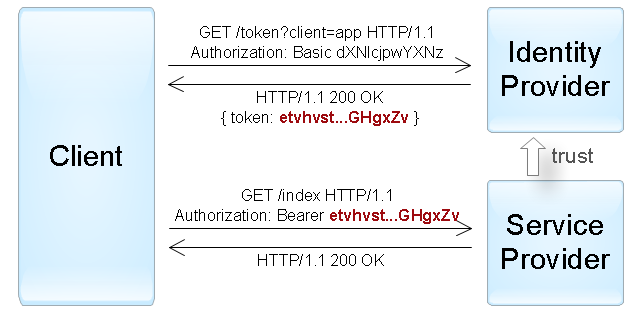 GET /token?client=app HTTP/1.1
Authorization: Basic dXNlcjpwYXNz
Identity
Provider
HTTP/1.1 200 OK
{ token: etvhvst...GHgxZv }
Client
trust
GET /index HTTP/1.1
Authorization: Bearer etvhvst...GHgxZv
Service
Provider
HTTP/1.1 200 OK